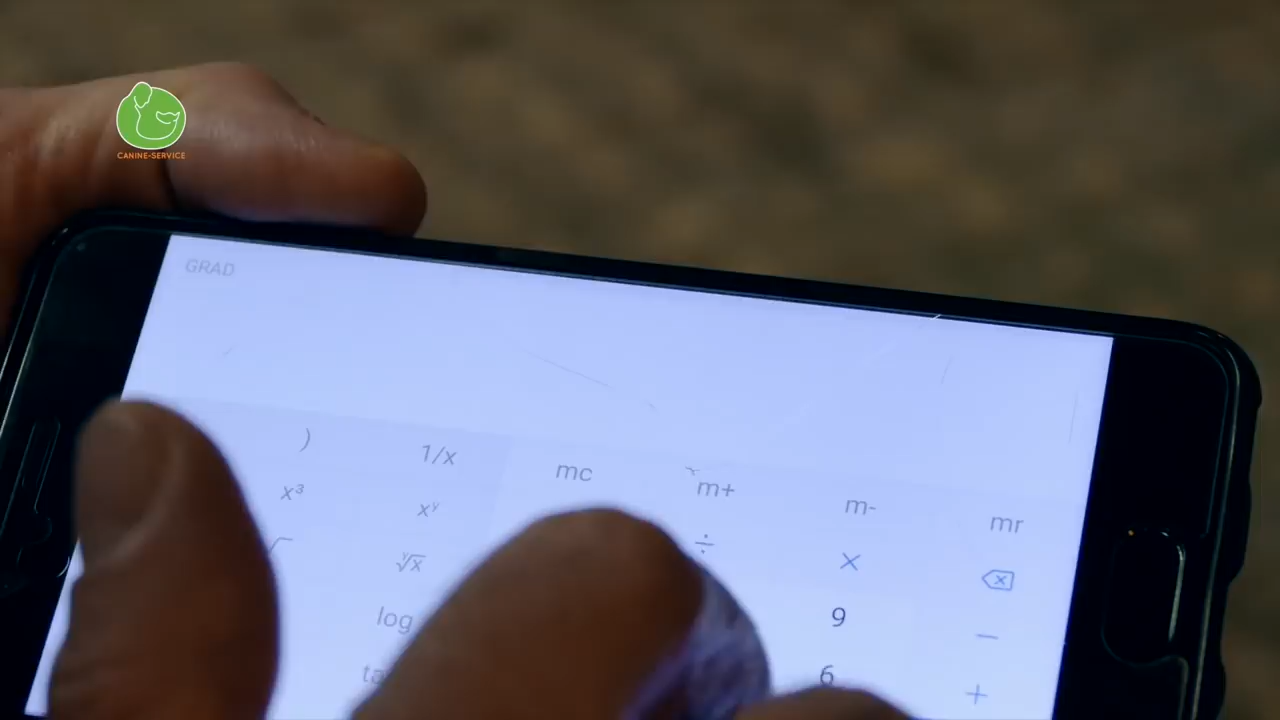 CANINE-SERVICE
GRAD
) 1/x mc m+ m- mr
x³ xʸ ÷ × 
ʸ√x 9 −
log 6 +